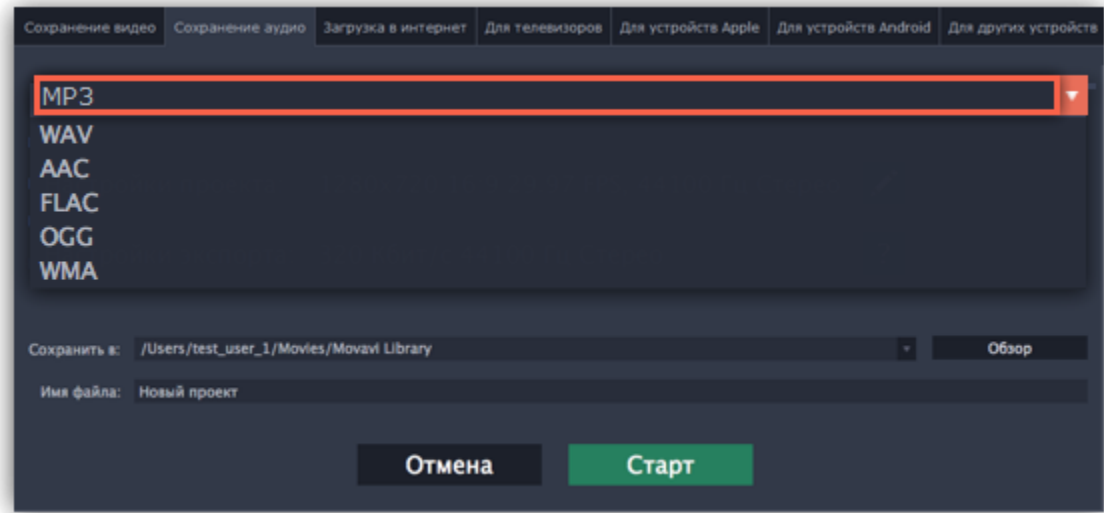 Сохранение видео Сохранение аудио Загрузка в интернет Для телевизоров Для устройств Apple Для устройств Android Для других устройств
MP3
WAV
AAC
FLAC
OGG
WMA
Сохранить в: /Users/test_user_1/Movies/Movavi Library Обзор
Имя файла: Новый проект
Отмена Старт